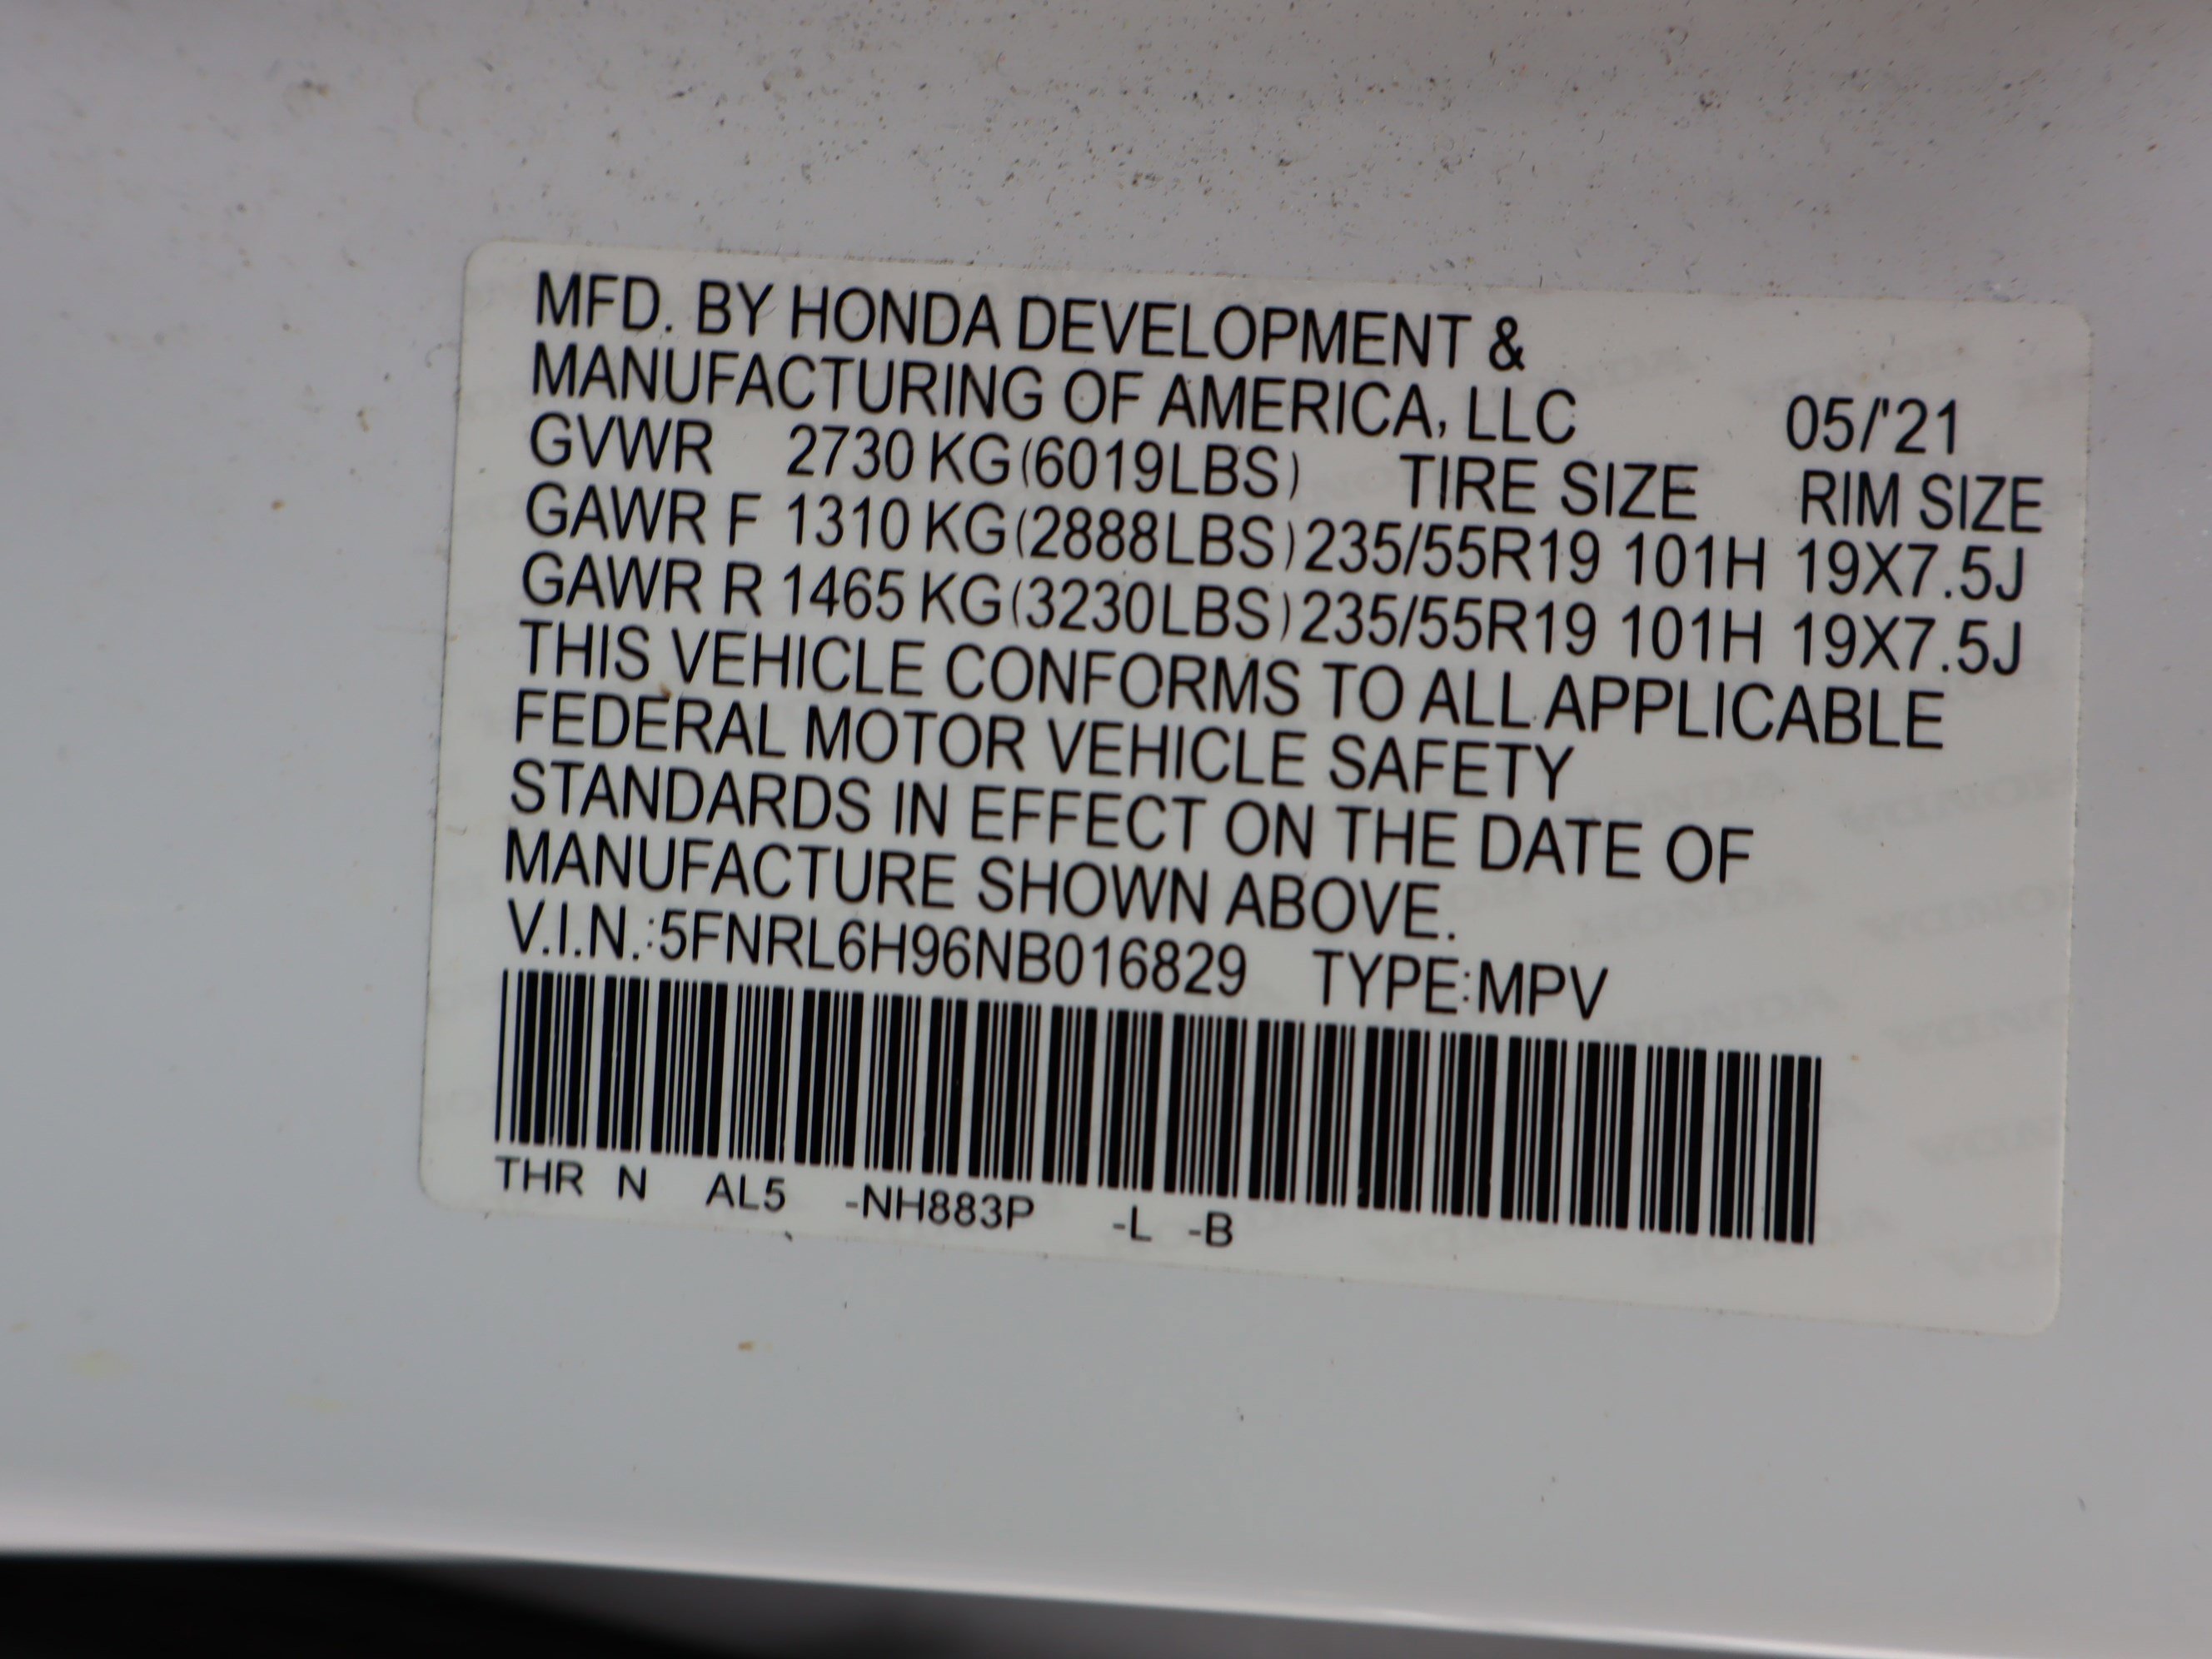 MFD. BY HONDA DEVELOPMENT &
MANUFACTURING OF AMERICA, LLC 05/'21
GVWR 2730 KG(6019LBS) TIRE SIZE RIM SIZE
GAWR F 1310 KG(2888LBS)235/55R19 101H 19X7.5J
GAWR R 1465 KG(3230LBS)235/55R19 101H 19X7.5J
THIS VEHICLE CONFORMS TO ALL APPLICABLE
FEDERAL MOTOR VEHICLE SAFETY
STANDARDS IN EFFECT ON THE DATE OF
MANUFACTURE SHOWN ABOVE.
V.I.N.:5FNRL6H96NB016829 TYPE:MPV
THR N AL5 -NH883P -L -B